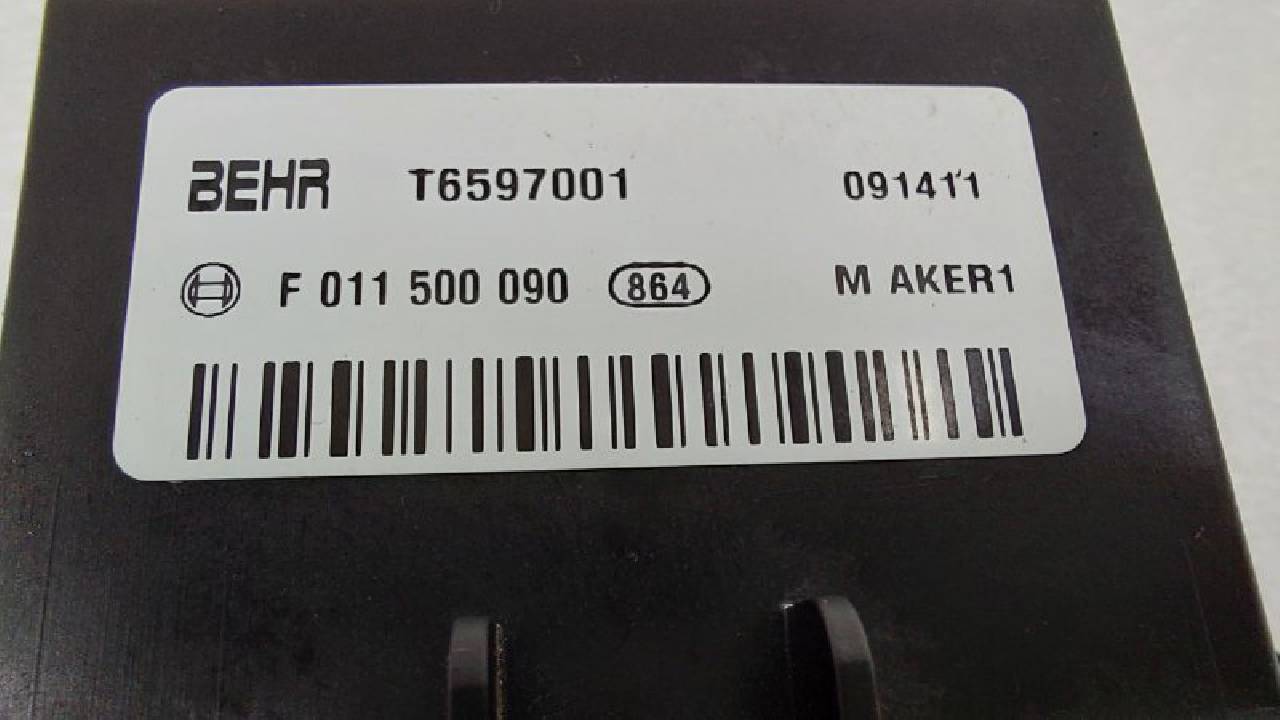 BEHR T6597001 091411
F 011 500 090 864 M AKER1